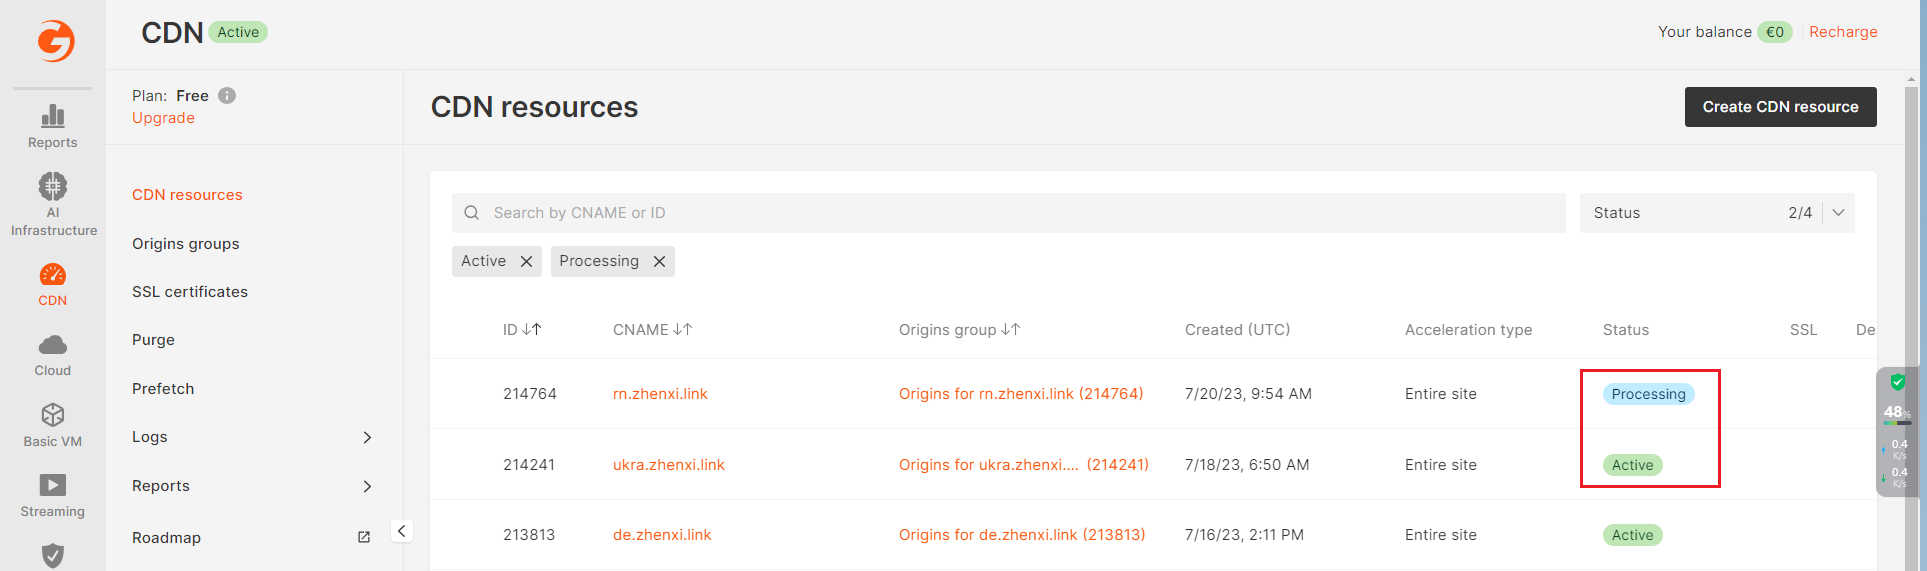 CDN Active
Your balance €0 Recharge
Plan: Free
Upgrade
CDN resources
Create CDN resource
Reports
AI
Infrastructure
CDN
Cloud
Basic VM
Streaming
CDN resources
Origins groups
SSL certificates
Purge
Prefetch
Logs
Reports
Roadmap
Search by CNAME or ID
Status 2/4
Active Processing
ID CNAME Origins group Created (UTC) Acceleration type Status SSL De
214764 rn.zhenxi.link Origins for rn.zhenxi.link (214764) 7/20/23, 9:54 AM Entire site Processing
214241 ukra.zhenxi.link Origins for ukra.zhenxi.... (214241) 7/18/23, 6:50 AM Entire site Active
213813 de.zhenxi.link Origins for de.zhenxi.link (213813) 7/16/23, 2:11 PM Entire site Active
48%
0.4
K/s
0.4
K/s